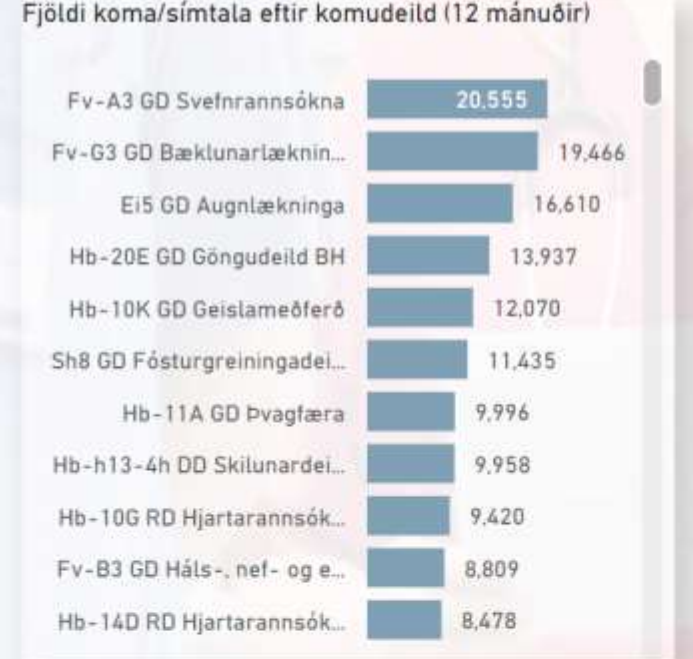 Fjöldi koma/símtala eftir komudeild (12 mánuðir)
Fv-A3 GD Svefnrannsókna 20,555
Fv-G3 GD Bæklunarlæknin... 19,466
Ei5 GD Augnlækninga 16,610
Hb-20E GD Göngudeild BH 13,937
Hb-10K GD Geislameðferð 12,070
Sh8 GD Fósturgreiningadei... 11,435
Hb-11A GD Þvagfæra 9,996
Hb-h13-4h DD Skilunardei... 9,958
Hb-10G RD Hjartarannsók... 9,420
Fv-B3 GD Háls-, nef- og e... 8,809
Hb-14D RD Hjartarannsók... 8,478